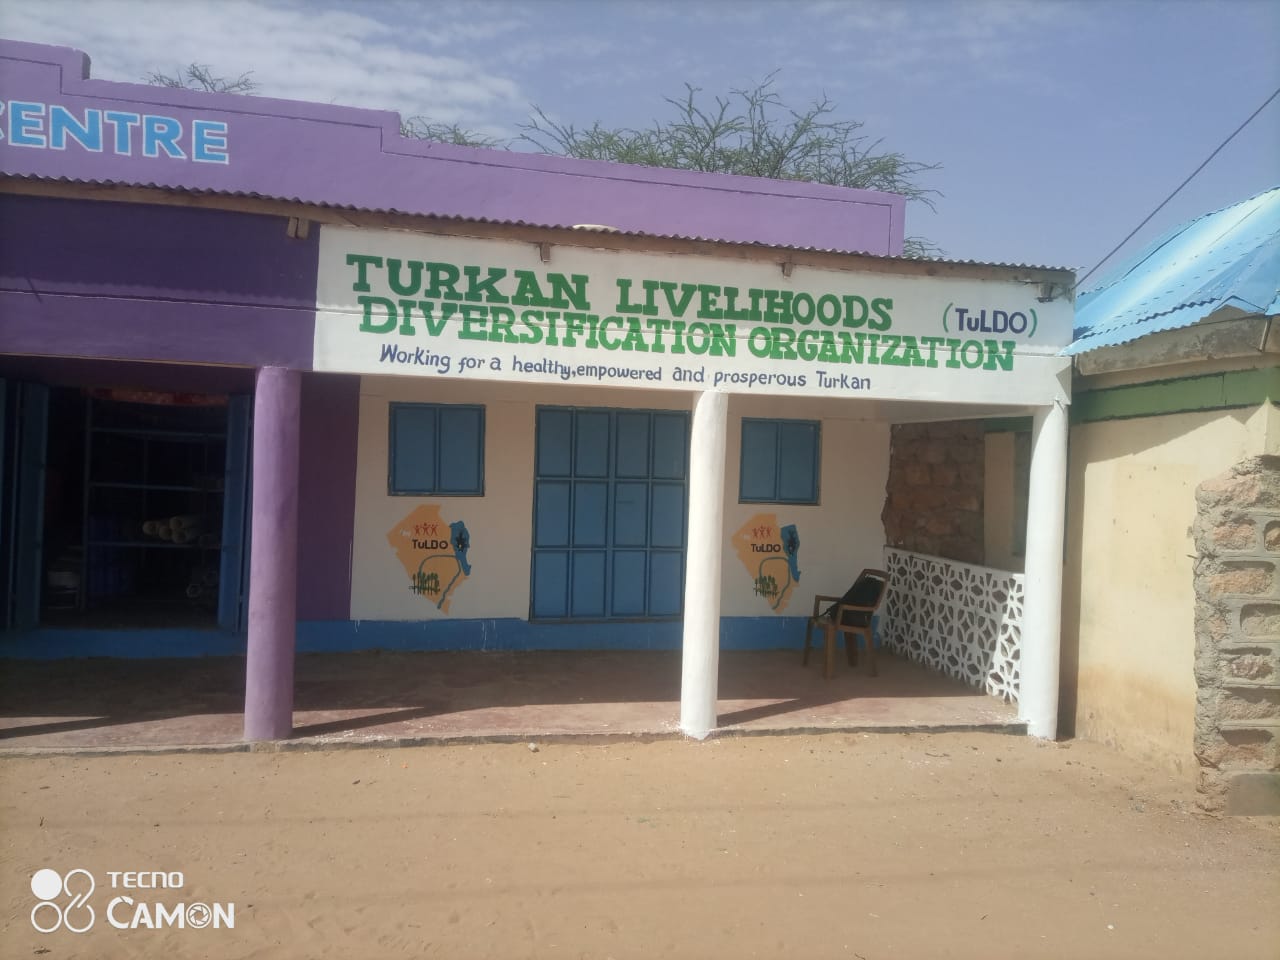 CENTRE
TURKAN LIVELIHOODS (TuLDO)
DIVERSIFICATION ORGANIZATION
Working for a healthy, empowered and prosperous Turkan
TuLDO
TuLDO
TECNO
CAMON